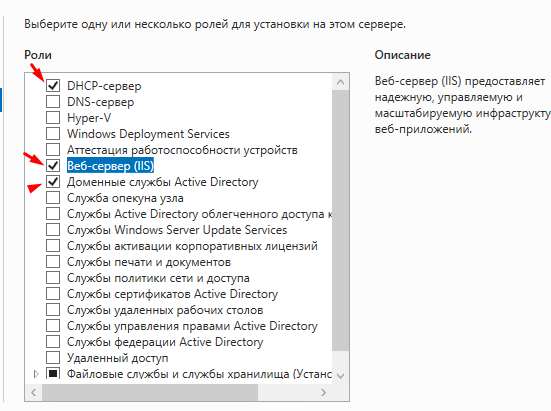 Выберите одну или несколько ролей для установки на этом сервере.
Роли
DHCP-сервер
DNS-сервер
Hyper-V
Windows Deployment Services
Аттестация работоспособности устройств
Веб-сервер (IIS)
Доменные службы Active Directory
Служба опекуна узла
Службы Active Directory облегченного доступа к
Службы Windows Server Update Services
Службы активации корпоративных лицензий
Службы печати и документов
Службы политики сети и доступа
Службы сертификатов Active Directory
Службы удаленных рабочих столов
Службы управления правами Active Directory
Службы федерации Active Directory
Удаленный доступ
Файловые службы и службы хранилища (Устано
Описание
Веб-сервер (IIS) предоставляет
надежную, управляемую и
масштабируемую инфраструкту
веб-приложений.